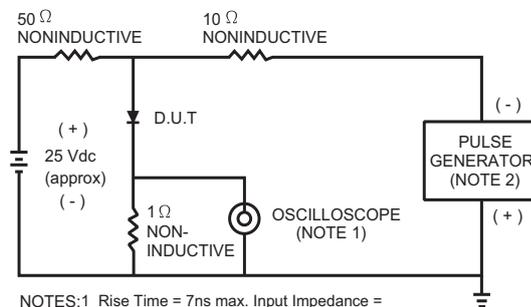 50 Ω
NONINDUCTIVE
10 Ω
NONINDUCTIVE
(+)
25 Vdc
(approx)
(-)
D.U.T
1 Ω
NON-
INDUCTIVE
OSCILLOSCOPE
(NOTE 1)
(-)
PULSE
GENERATOR
(NOTE 2)
(+)
NOTES:1 Rise Time = 7ns max. Input Impedance =